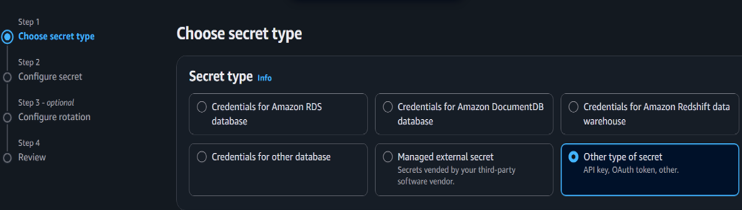 Step 1
Choose secret type
Step 2
Configure secret
Step 3 - optional
Configure rotation
Step 4
Review
Choose secret type
Secret type Info
Credentials for Amazon RDS
database
Credentials for Amazon DocumentDB
database
Credentials for Amazon Redshift data
warehouse
Credentials for other database
Managed external secret
Secrets vended by your third-party
software vendor.
Other type of secret
API key, OAuth token, other.